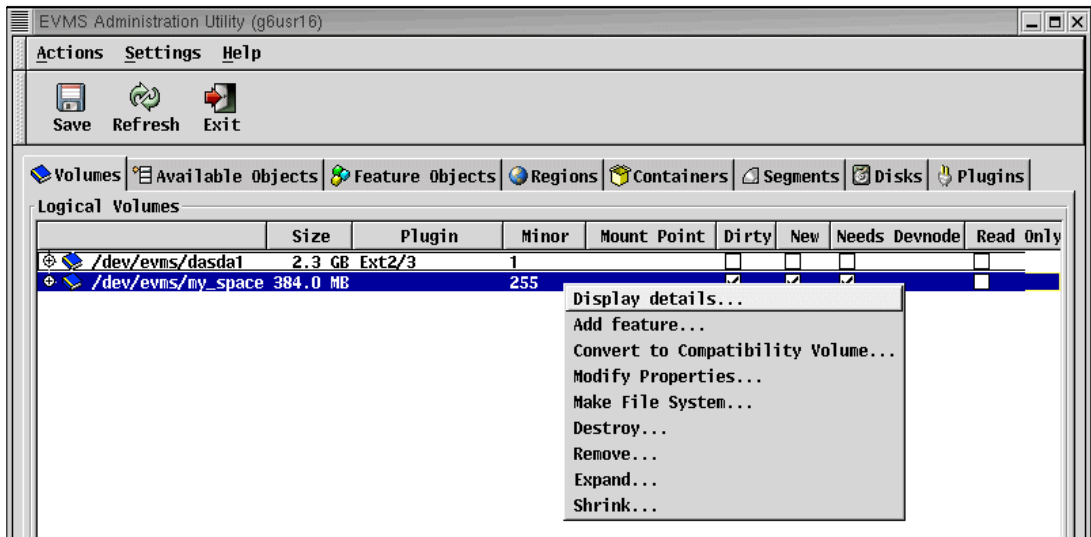 EVMS Administration Utility (g6usr16)
Actions Settings Help
Save Refresh Exit
Volumes Available Objects Feature Objects Regions Containers Segments Disks Plugins
Logical Volumes
Size Plugin Minor Mount Point Dirty New Needs Devnode Read Only
/dev/evms/dasda1 2.3 GB Ext2/3 1
/dev/evms/my_space 384.0 MB 255
Display details...
Add feature...
Convert to Compatibility Volume...
Modify Properties...
Make File System...
Destroy...
Remove...
Expand...
Shrink...